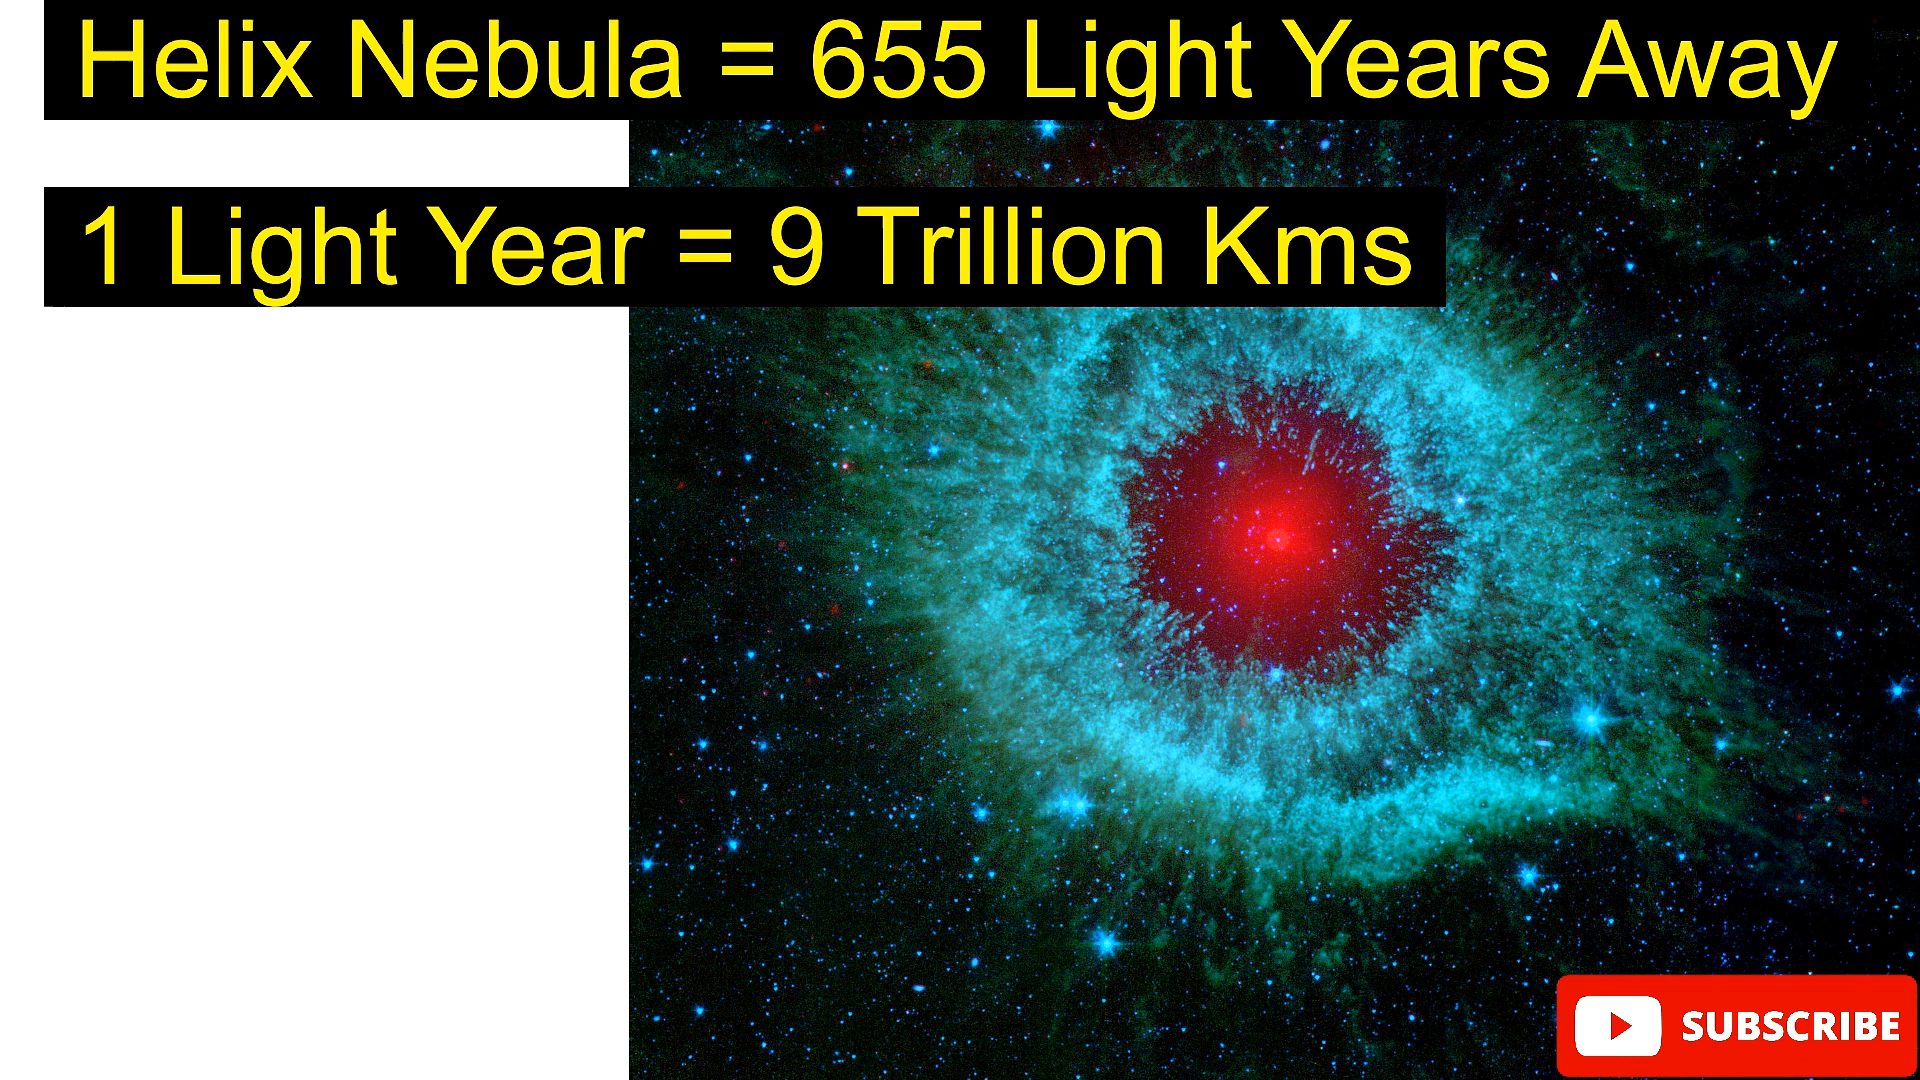 Helix Nebula = 655 Light Years Away
1 Light Year = 9 Trillion Kms
SUBSCRIBE